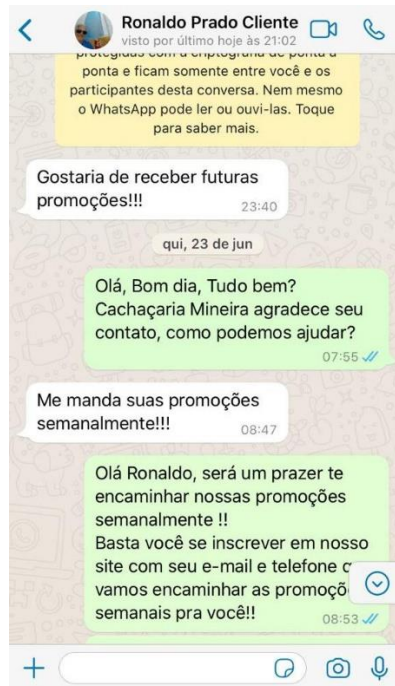 Ronaldo Prado Cliente
visto por último hoje às 21:02
protegidas com a criptografia de ponta a
ponta e ficam somente entre você e os
participantes desta conversa. Nem mesmo
o WhatsApp pode ler ou ouvi-las. Toque
para saber mais.
Gostaria de receber futuras
promoções!!!
23:40
qui, 23 de jun
Olá, Bom dia, Tudo bem?
Cachaçaria Mineira agradece seu
contato, como podemos ajudar?
07:55
Me manda suas promoções
semanalmente!!!
08:47
Olá Ronaldo, será um prazer te
encaminhar nossas promoções
semanalmente !!
Basta você se inscrever em nosso
site com seu e-mail e telefone
vamos encaminhar as
semanais pra você!!
08:53